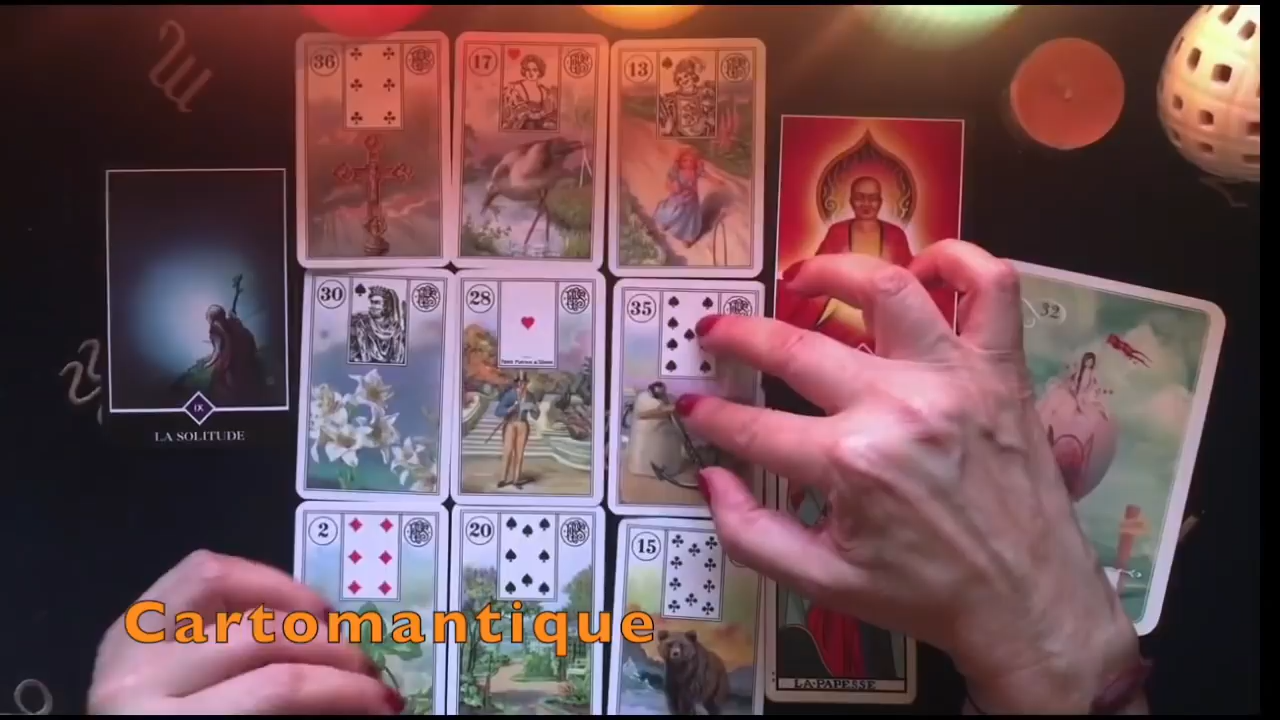 36 17 13
30 28 35 32
IX
LA SOLITUDE
2 20 15
Cartomantique
LA·PAPESSE